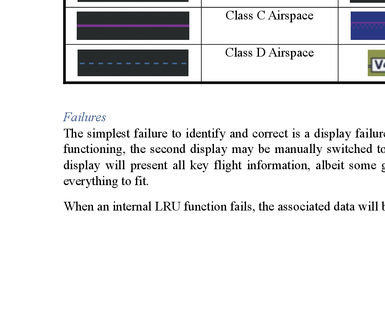 Class C Airspace
Class D Airspace
Failures
The simplest failure to identify and correct is a display failure
functioning, the second display may be manually switched to
display will present all key flight information, albeit some g
everything to fit.
When an internal LRU function fails, the associated data will b